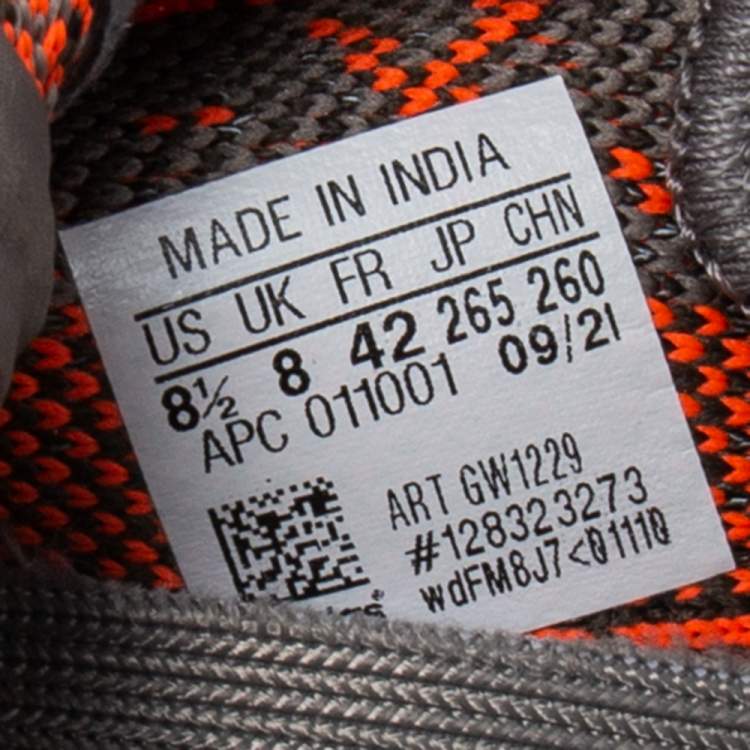 MADE IN INDIA
US UK FR JP CHN
8½ 8 42 265 260
APC 011001 09/21
ART GW1229
#128323273
wdFM8J7<01110